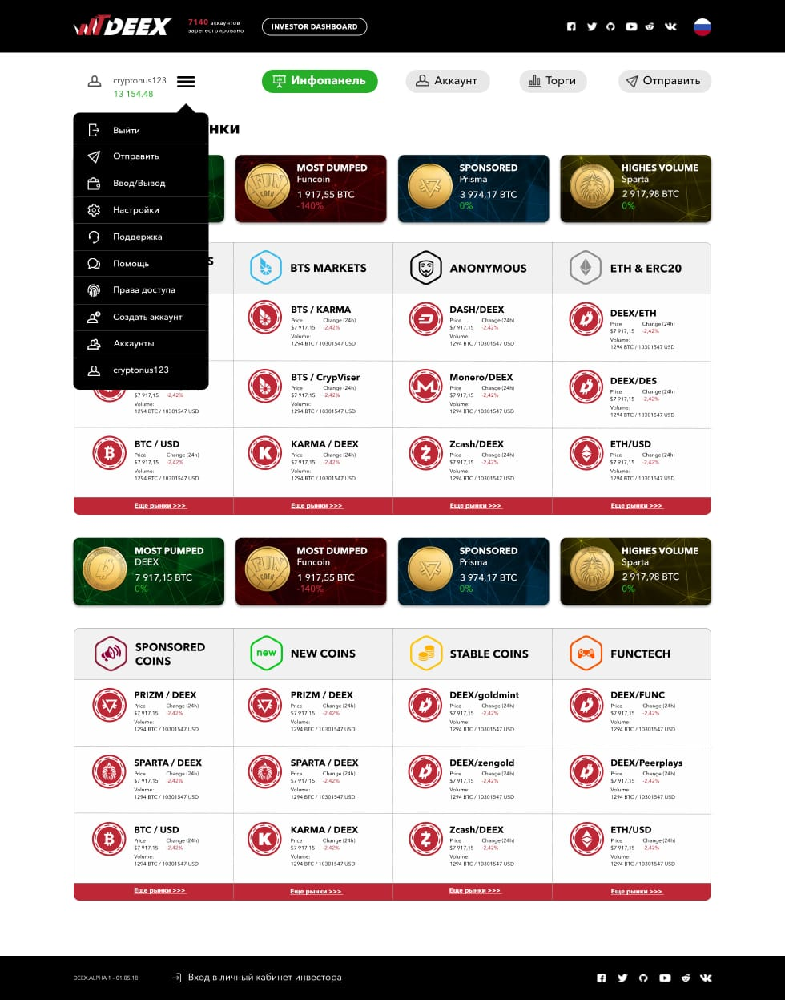 DEEX
7140 аккаунтов
зарегестрировано
INVESTOR DASHBOARD
cryptonus123
13 154.48
Инфопанель
Аккаунт
Торги
Отправить
Выйти
Отправить
Ввод/Вывод
Настройки
Поддержка
Помощь
Права доступа
Создать аккаунт
Аккаунты
cryptonus123
нки
MOST DUMPED
Funcoin
1 917,55 BTC
-140%
SPONSORED
Prisma
3 974,17 BTC
0%
HIGHES VOLUME
Sparta
2 917,98 BTC
0%
S
BTS MARKETS
ANONYMOUS
ETH & ERC20
BTS / KARMA
Price Change (24h)
$7 917,15 -2,42%
Volume:
1294 BTC / 10301547 USD
DASH/DEEX
Price Change (24h)
$7 917,15 -2,42%
Volume:
1294 BTC / 10301547 USD
DEEX/ETH
Price Change (24h)
$7 917,15 -2,42%
Volume:
1294 BTC / 10301547 USD
$7 917,15 -2,42%
Volume:
1294 BTC / 10301547 USD
BTS / CrypViser
Price Change (24h)
$7 917,15 -2,42%
Volume:
1294 BTC / 10301547 USD
Monero/DEEX
Price Change (24h)
$7 917,15 -2,42%
Volume:
1294 BTC / 10301547 USD
DEEX/DES
Price Change (24h)
$7 917,15 -2,42%
Volume:
1294 BTC / 10301547 USD
BTC / USD
Price Change (24h)
$7 917,15 -2,42%
Volume:
1294 BTC / 10301547 USD
KARMA / DEEX
Price Change (24h)
$7 917,15 -2,42%
Volume:
1294 BTC / 10301547 USD
Zcash/DEEX
Price Change (24h)
$7 917,15 -2,42%
Volume:
1294 BTC / 10301547 USD
ETH/USD
Price Change (24h)
$7 917,15 -2,42%
Volume:
1294 BTC / 10301547 USD
Еще рынки >>>
Еще рынки >>>
Еще рынки >>>
Еще рынки >>>
MOST PUMPED
DEEX
7 917,15 BTC
0%
MOST DUMPED
Funcoin
1 917,55 BTC
-140%
SPONSORED
Prisma
3 974,17 BTC
0%
HIGHES VOLUME
Sparta
2 917,98 BTC
0%
SPONSORED
COINS
new
NEW COINS
STABLE COINS
FUNCTECH
PRIZM / DEEX
Price Change (24h)
$7 917,15 -2,42%
Volume:
1294 BTC / 10301547 USD
PRIZM / DEEX
Price Change (24h)
$7 917,15 -2,42%
Volume:
1294 BTC / 10301547 USD
DEEX/goldmint
Price Change (24h)
$7 917,15 -2,42%
Volume:
1294 BTC / 10301547 USD
DEEX/FUNC
Price Change (24h)
$7 917,15 -2,42%
Volume:
1294 BTC / 10301547 USD
SPARTA / DEEX
Price Change (24h)
$7 917,15 -2,42%
Volume:
1294 BTC / 10301547 USD
SPARTA / DEEX
Price Change (24h)
$7 917,15 -2,42%
Volume:
1294 BTC / 10301547 USD
DEEX/zengold
Price Change (24h)
$7 917,15 -2,42%
Volume:
1294 BTC / 10301547 USD
DEEX/Peerplays
Price Change (24h)
$7 917,15 -2,42%
Volume:
1294 BTC / 10301547 USD
BTC / USD
Price Change (24h)
$7 917,15 -2,42%
Volume:
1294 BTC / 10301547 USD
KARMA / DEEX
Price Change (24h)
$7 917,15 -2,42%
Volume:
1294 BTC / 10301547 USD
Zcash/DEEX
Price Change (24h)
$7 917,15 -2,42%
Volume:
1294 BTC / 10301547 USD
ETH/USD
Price Change (24h)
$7 917,15 -2,42%
Volume:
1294 BTC / 10301547 USD
Еще рынки >>>
Еще рынки >>>
Еще рынки >>>
Еще рынки >>>
DEEX.ALPHA 1 - 01.05.18
Вход в личный кабинет инвестора